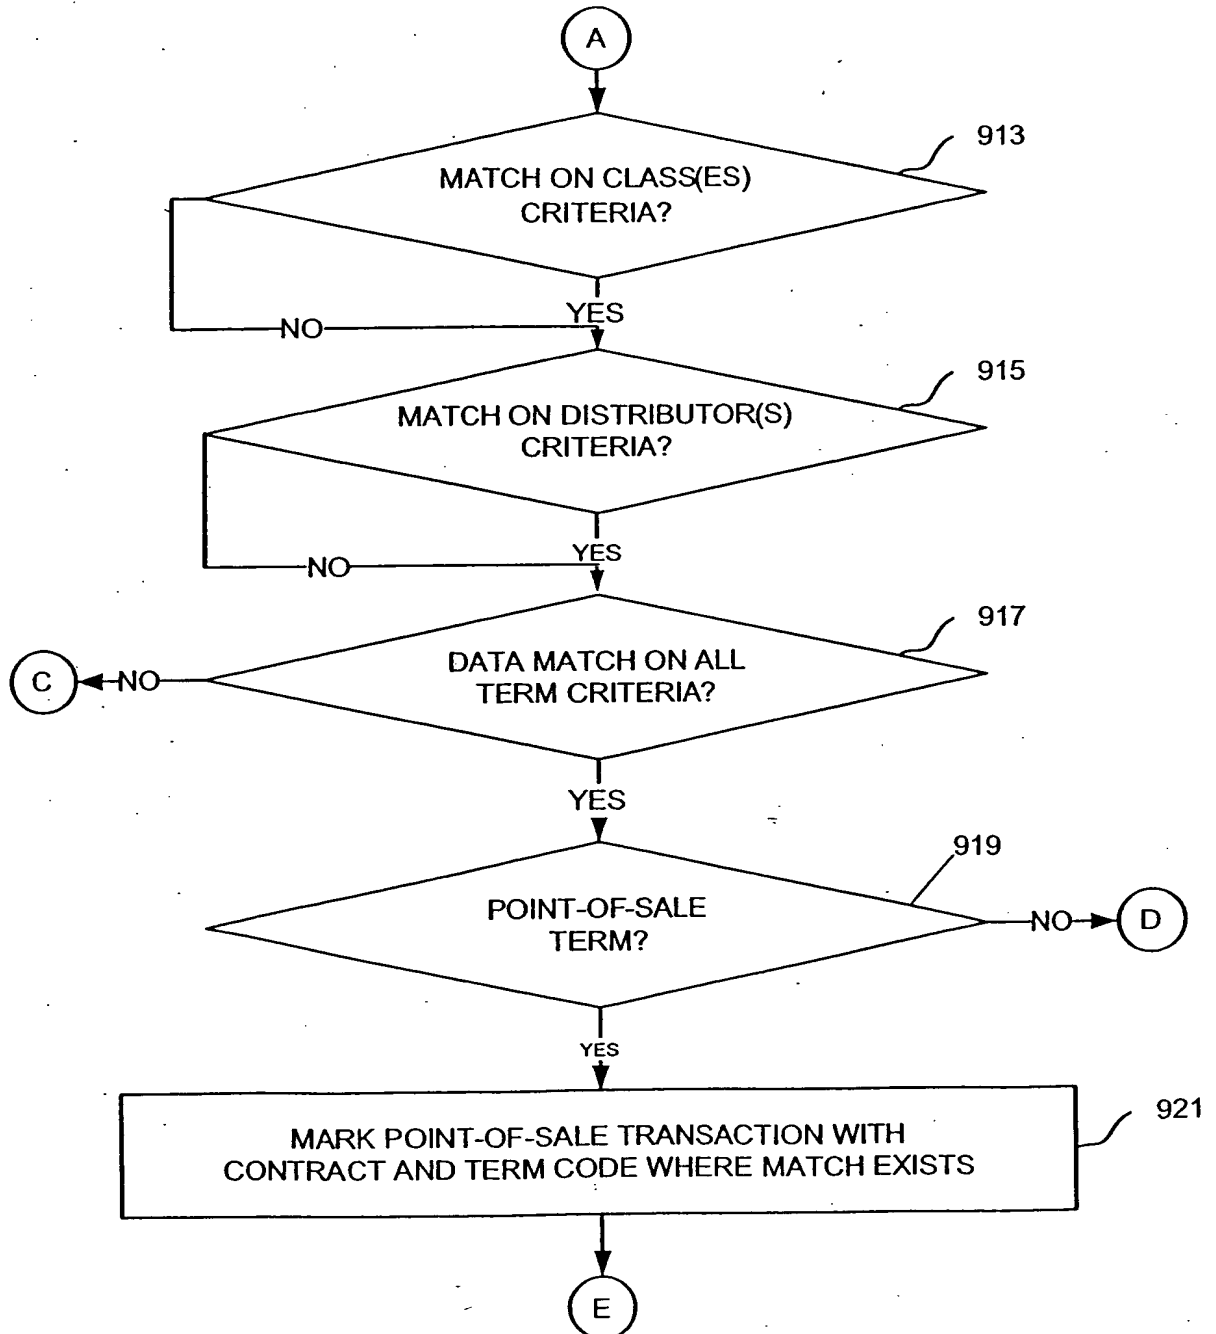 A
913
MATCH ON CLASS(ES)
CRITERIA?
YES
NO
915
MATCH ON DISTRIBUTOR(S)
CRITERIA?
YES
NO
917
DATA MATCH ON ALL
TERM CRITERIA?
C
NO
YES
919
POINT-OF-SALE
TERM?
NO
D
YES
921
MARK POINT-OF-SALE TRANSACTION WITH
CONTRACT AND TERM CODE WHERE MATCH EXISTS
E